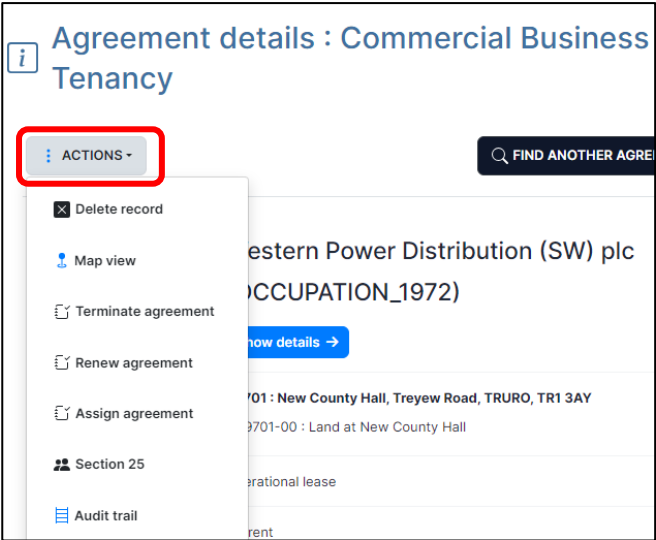 i
Agreement details : Commercial Business
Tenancy
ACTIONS
FIND ANOTHER AGREE
Delete record
Map view
Terminate agreement
Renew agreement
Assign agreement
Section 25
Audit trail
estern Power Distribution (SW) plc
OCCUPATION_1972)
how details →
701 : New County Hall, Treyew Road, TRURO, TR1 3AY
9701-00 : Land at New County Hall
erational lease
rrent